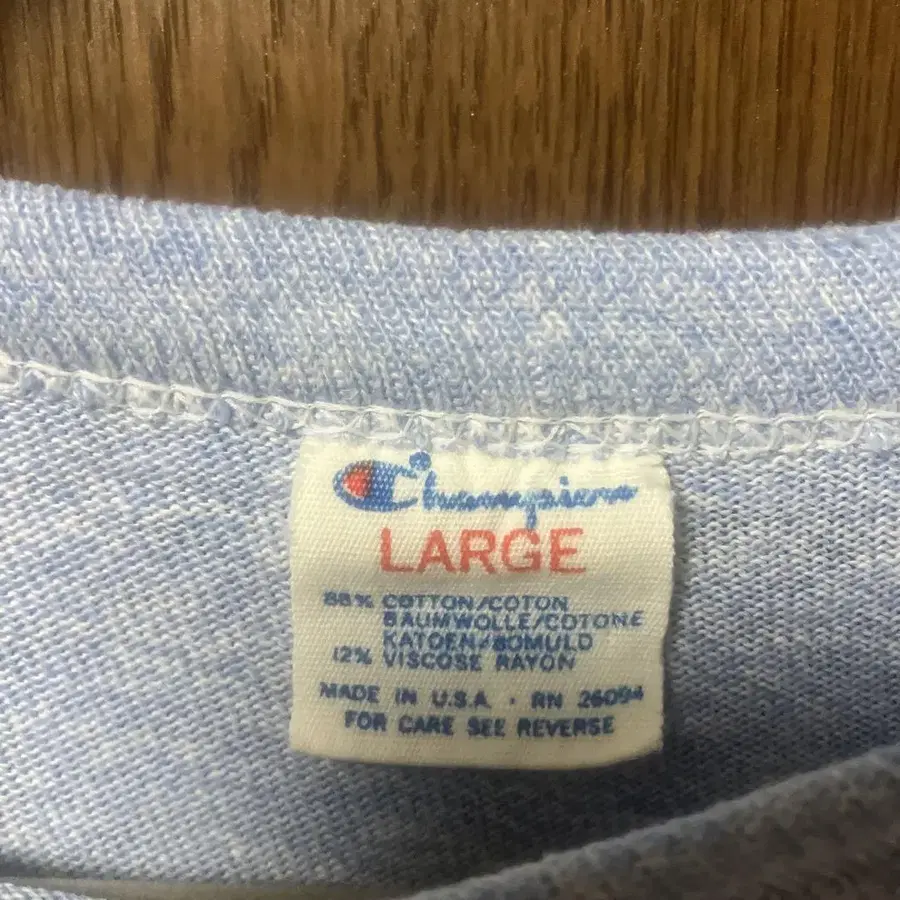 Champion
LARGE
88% COTTON/COTON
BAUMWOLLE/COTONE
KATOEN/BOMULD
12% VISCOSE RAYON
MADE IN U.S.A. · RN 26094
FOR CARE SEE REVERSE